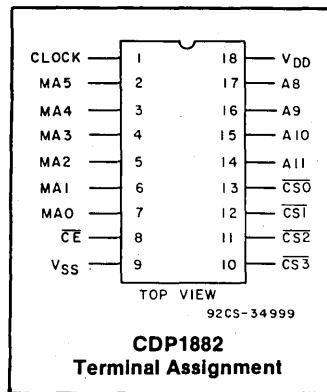 CLOCK 1 18 VDD
MA5 2 17 A8
MA4 3 16 A9
MA3 4 15 A10
MA2 5 14 A11
MA1 6 13 CS0
MA0 7 12 CS1
CE 8 11 CS2
VSS 9 10 CS3
TOP VIEW
92CS-34999
CDP1882
Terminal Assignment